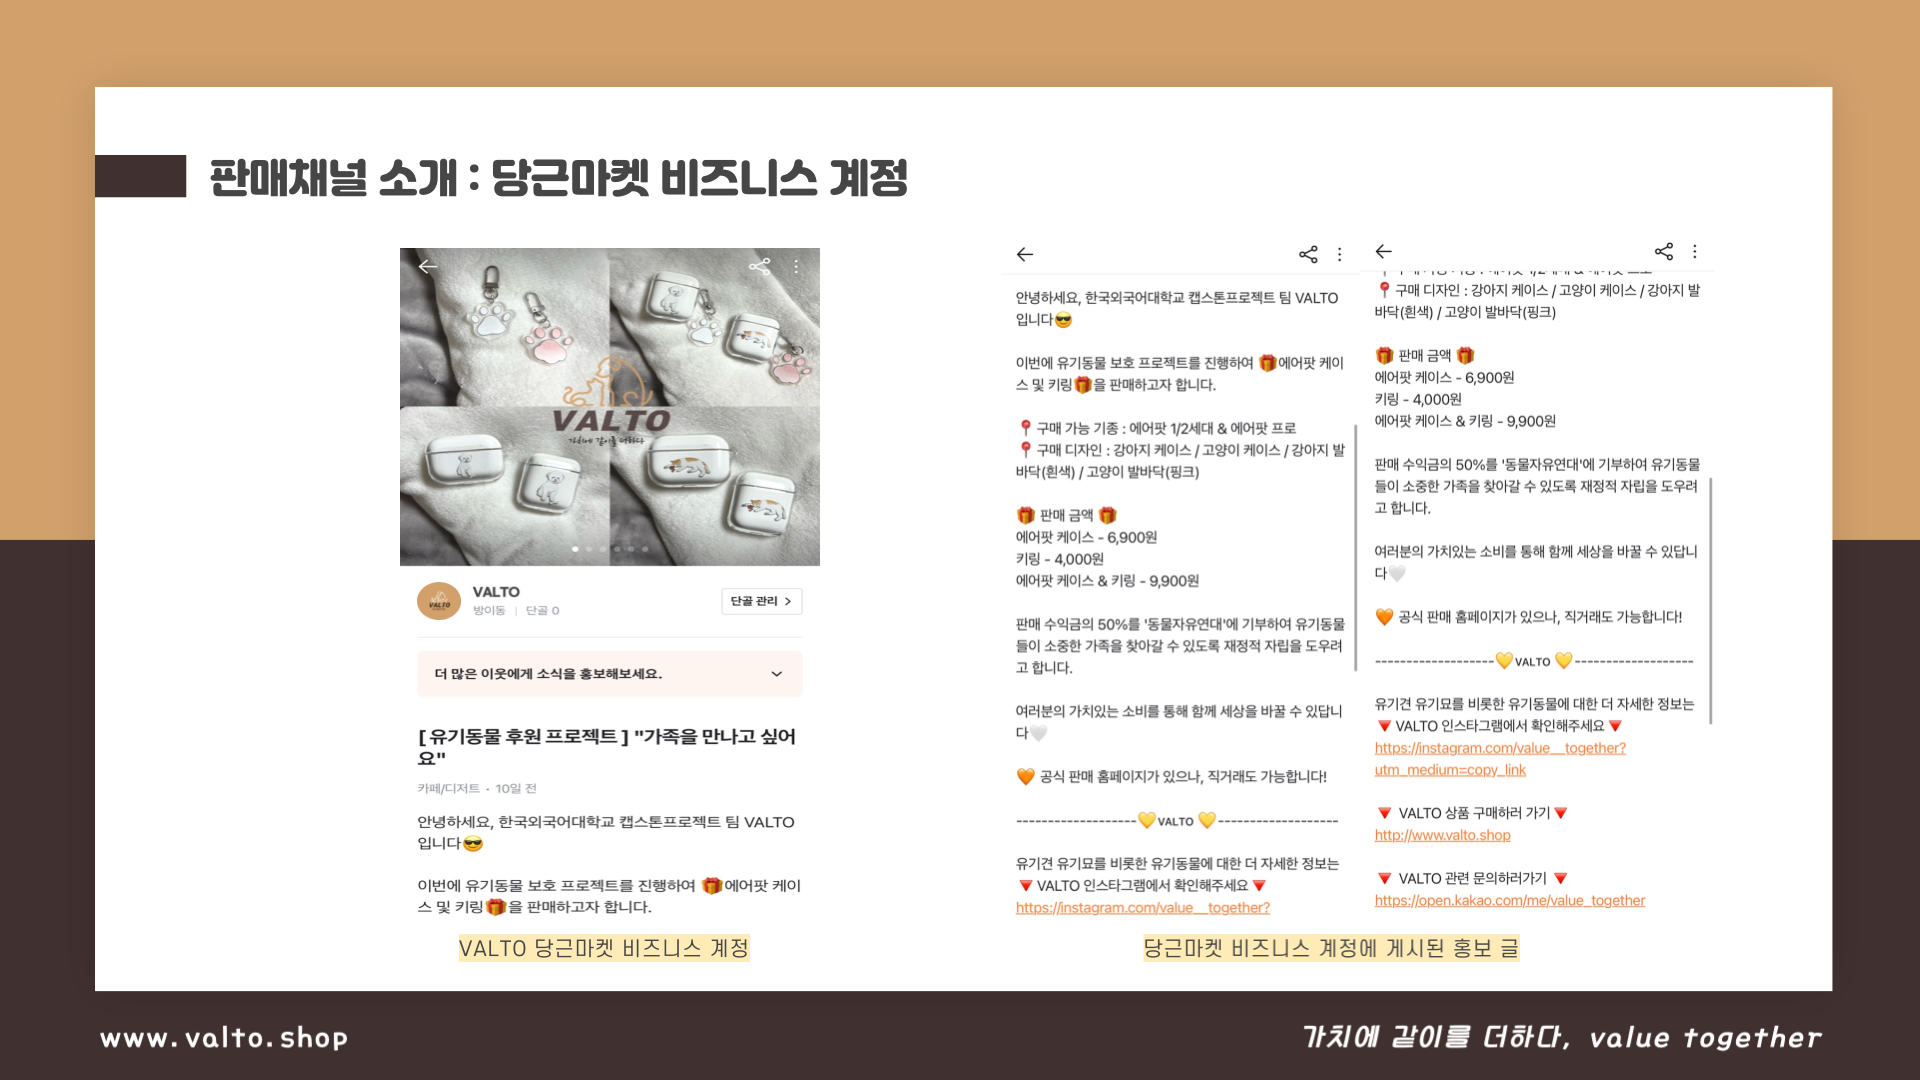 판매채널 소개 : 당근마켓 비즈니스 계정
VALTO
가치에 같이를 더하다
VALTO
VALTO
방이동 | 단골 0
단골 관리 >
더 많은 이웃에게 소식을 홍보해보세요.
[ 유기동물 후원 프로젝트 ] "가족을 만나고 싶어
요"
카페/디저트 · 10일 전
안녕하세요, 한국외국어대학교 캡스톤프로젝트 팀 VALTO
입니다😎
이번에 유기동물 보호 프로젝트를 진행하여 🎁에어팟 케이
스 및 키링🎁을 판매하고자 합니다.
VALTO 당근마켓 비즈니스 계정
안녕하세요, 한국외국어대학교 캡스톤프로젝트 팀 VALTO
입니다😎
이번에 유기동물 보호 프로젝트를 진행하여 🎁에어팟 케이
스 및 키링🎁을 판매하고자 합니다.
📍구매 가능 기종 : 에어팟 1/2세대 & 에어팟 프로
📍구매 디자인 : 강아지 케이스 / 고양이 케이스 / 강아지 발
바닥(흰색) / 고양이 발바닥(핑크)
🎁 판매 금액 🎁
에어팟 케이스 - 6,900원
키링 - 4,000원
에어팟 케이스 & 키링 - 9,900원
판매 수익금의 50%를 '동물자유연대'에 기부하여 유기동물
들이 소중한 가족을 찾아갈 수 있도록 재정적 자립을 도우려
고 합니다.
여러분의 가치있는 소비를 통해 함께 세상을 바꿀 수 있답니
다🤍
🧡 공식 판매 홈페이지가 있으나, 직거래도 가능합니다!
-------------------💛VALTO 💛-------------------
유기견 유기묘를 비롯한 유기동물에 대한 더 자세한 정보는
🔻VALTO 인스타그램에서 확인해주세요🔻
https://instagram.com/value__together?
📍구매 디자인 : 강아지 케이스 / 고양이 케이스 / 강아지 발
바닥(흰색) / 고양이 발바닥(핑크)
🎁 판매 금액 🎁
에어팟 케이스 - 6,900원
키링 - 4,000원
에어팟 케이스 & 키링 - 9,900원
판매 수익금의 50%를 '동물자유연대'에 기부하여 유기동물
들이 소중한 가족을 찾아갈 수 있도록 재정적 자립을 도우려
고 합니다.
여러분의 가치있는 소비를 통해 함께 세상을 바꿀 수 있답니
다🤍
🧡 공식 판매 홈페이지가 있으나, 직거래도 가능합니다!
-------------------💛VALTO 💛-------------------
유기견 유기묘를 비롯한 유기동물에 대한 더 자세한 정보는
🔻VALTO 인스타그램에서 확인해주세요🔻
https://instagram.com/value__together?
utm_medium=copy_link
🔻 VALTO 상품 구매하러 가기🔻
http://www.valto.shop
🔻 VALTO 관련 문의하러가기 🔻
https://open.kakao.com/me/value_together
당근마켓 비즈니스 계정에 게시된 홍보 글
www.valto.shop
가치에 같이를 더하다, value together